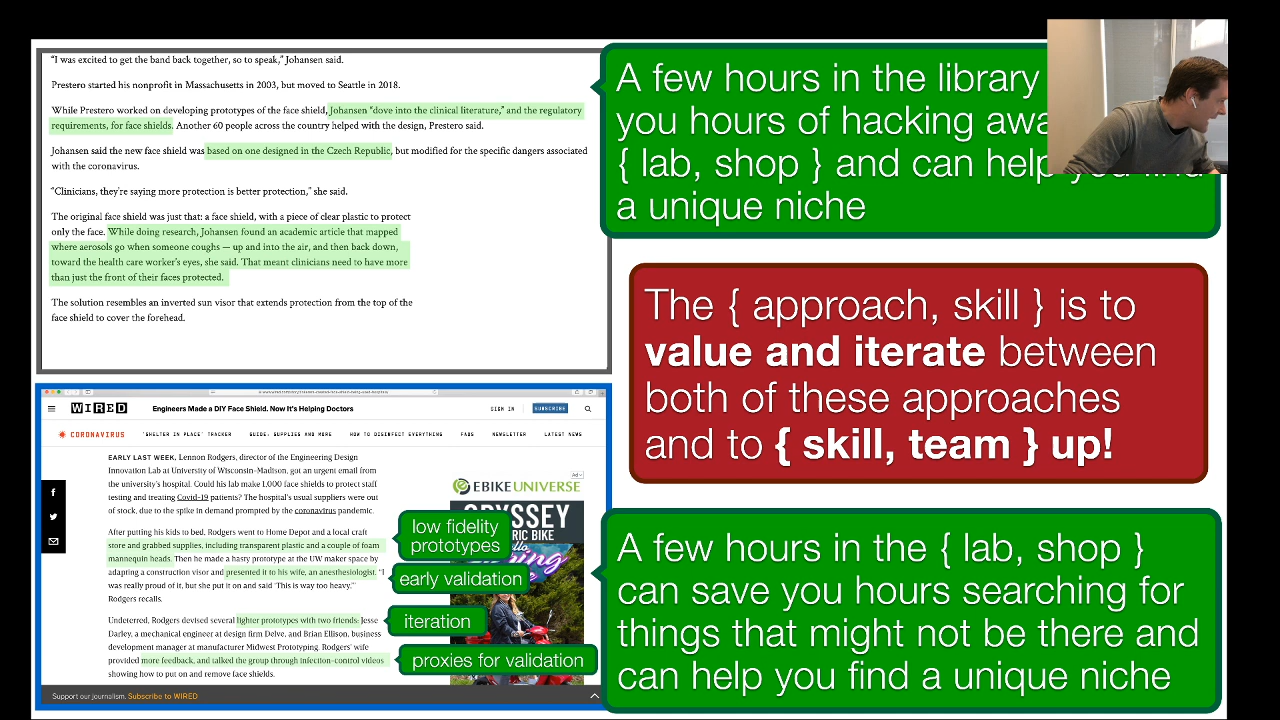 “I was excited to get the band back together, so to speak,” Johansen said.
Prestero started his nonprofit in Massachusetts in 2003, but moved to Seattle in 2018.
While Prestero worked on developing prototypes of the face shield, Johansen “dove into the clinical literature,” and the regulatory
requirements, for face shields. Another 60 people across the country helped with the design, Prestero said.
Johansen said the new face shield was based on one designed in the Czech Republic, but modified for the specific dangers associated
with the coronavirus.
“Clinicians, they’re saying more protection is better protection,” she said.
The original face shield was just that: a face shield, with a piece of clear plastic to protect
only the face. While doing research, Johansen found an academic article that mapped
where aerosols go when someone coughs — up and into the air, and then back down,
toward the health care worker’s eyes, she said. That meant clinicians need to have more
than just the front of their faces protected.
The solution resembles an inverted sun visor that extends protection from the top of the
face shield to cover the forehead.
A few hours in the library
you hours of hacking
{ lab, shop } and can help you find
a unique niche
The { approach, skill } is to
value and iterate between
both of these approaches
and to { skill, team } up!
WIRED
Engineers Made a DIY Face Shield. Now It's Helping Doctors
SIGN IN
SUBSCRIBE
CORONAVIRUS
'SHELTER IN PLACE' TRACKER
GUIDE: SUPPLIES AND MORE
HOW TO DISINFECT EVERYTHING
FAQS
NEWSLETTER
LATEST NEWS
EARLY LAST WEEK, Lennon Rodgers, director of the Engineering Design
Innovation Lab at University of Wisconsin-Madison, got an urgent email from
the university's hospital. Could his lab make 1,000 face shields to protect staff
testing and treating Covid-19 patients? The hospital's usual suppliers were out
of stock, due to the spike in demand prompted by the coronavirus pandemic.
After putting his kids to bed, Rodgers went to Home Depot and a local craft
store and grabbed supplies, including transparent plastic and a couple of foam
mannequin heads. Then he made a hasty prototype at the UW maker space by
adapting a construction visor and presented it to his wife, an anesthesiologist. “I
was really proud of it, but she put it on and said 'This is way too heavy.'”
Rodgers recalls.
Undeterred, Rodgers devised several lighter prototypes with two friends: Jesse
Darley, a mechanical engineer at design firm Delve, and Brian Ellison, business
development manager at manufacturer Midwest Prototyping. Rodgers' wife
provided more feedback, and talked the group through infection-control videos
showing how to put on and remove face shields.
Support our journalism. Subscribe to WIRED
Ad
EBIKE UNIVERSE
low fidelity
prototypes
early validation
iteration
proxies for validation
A few hours in the { lab, shop }
can save you hours searching for
things that might not be there and
can help you find a unique niche